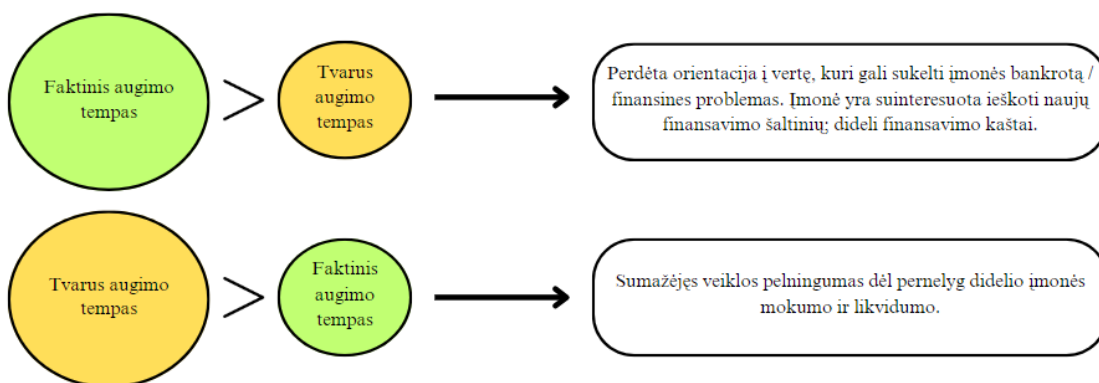 Faktinis augimo
tempas
>
Tvarus
augimo
tempas
Perdėta orientacija į vertę, kuri gali sukelti įmonės bankrotą /
finansines problemas. Įmonė yra suinteresuota ieškoti naujų
finansavimo šaltinių; dideli finansavimo kaštai.
Tvarus augimo
tempas
>
Faktinis
augimo
tempas
Sumažėjęs veiklos pelningumas dėl pernelyg didelio įmonės
mokumo ir likvidumo.